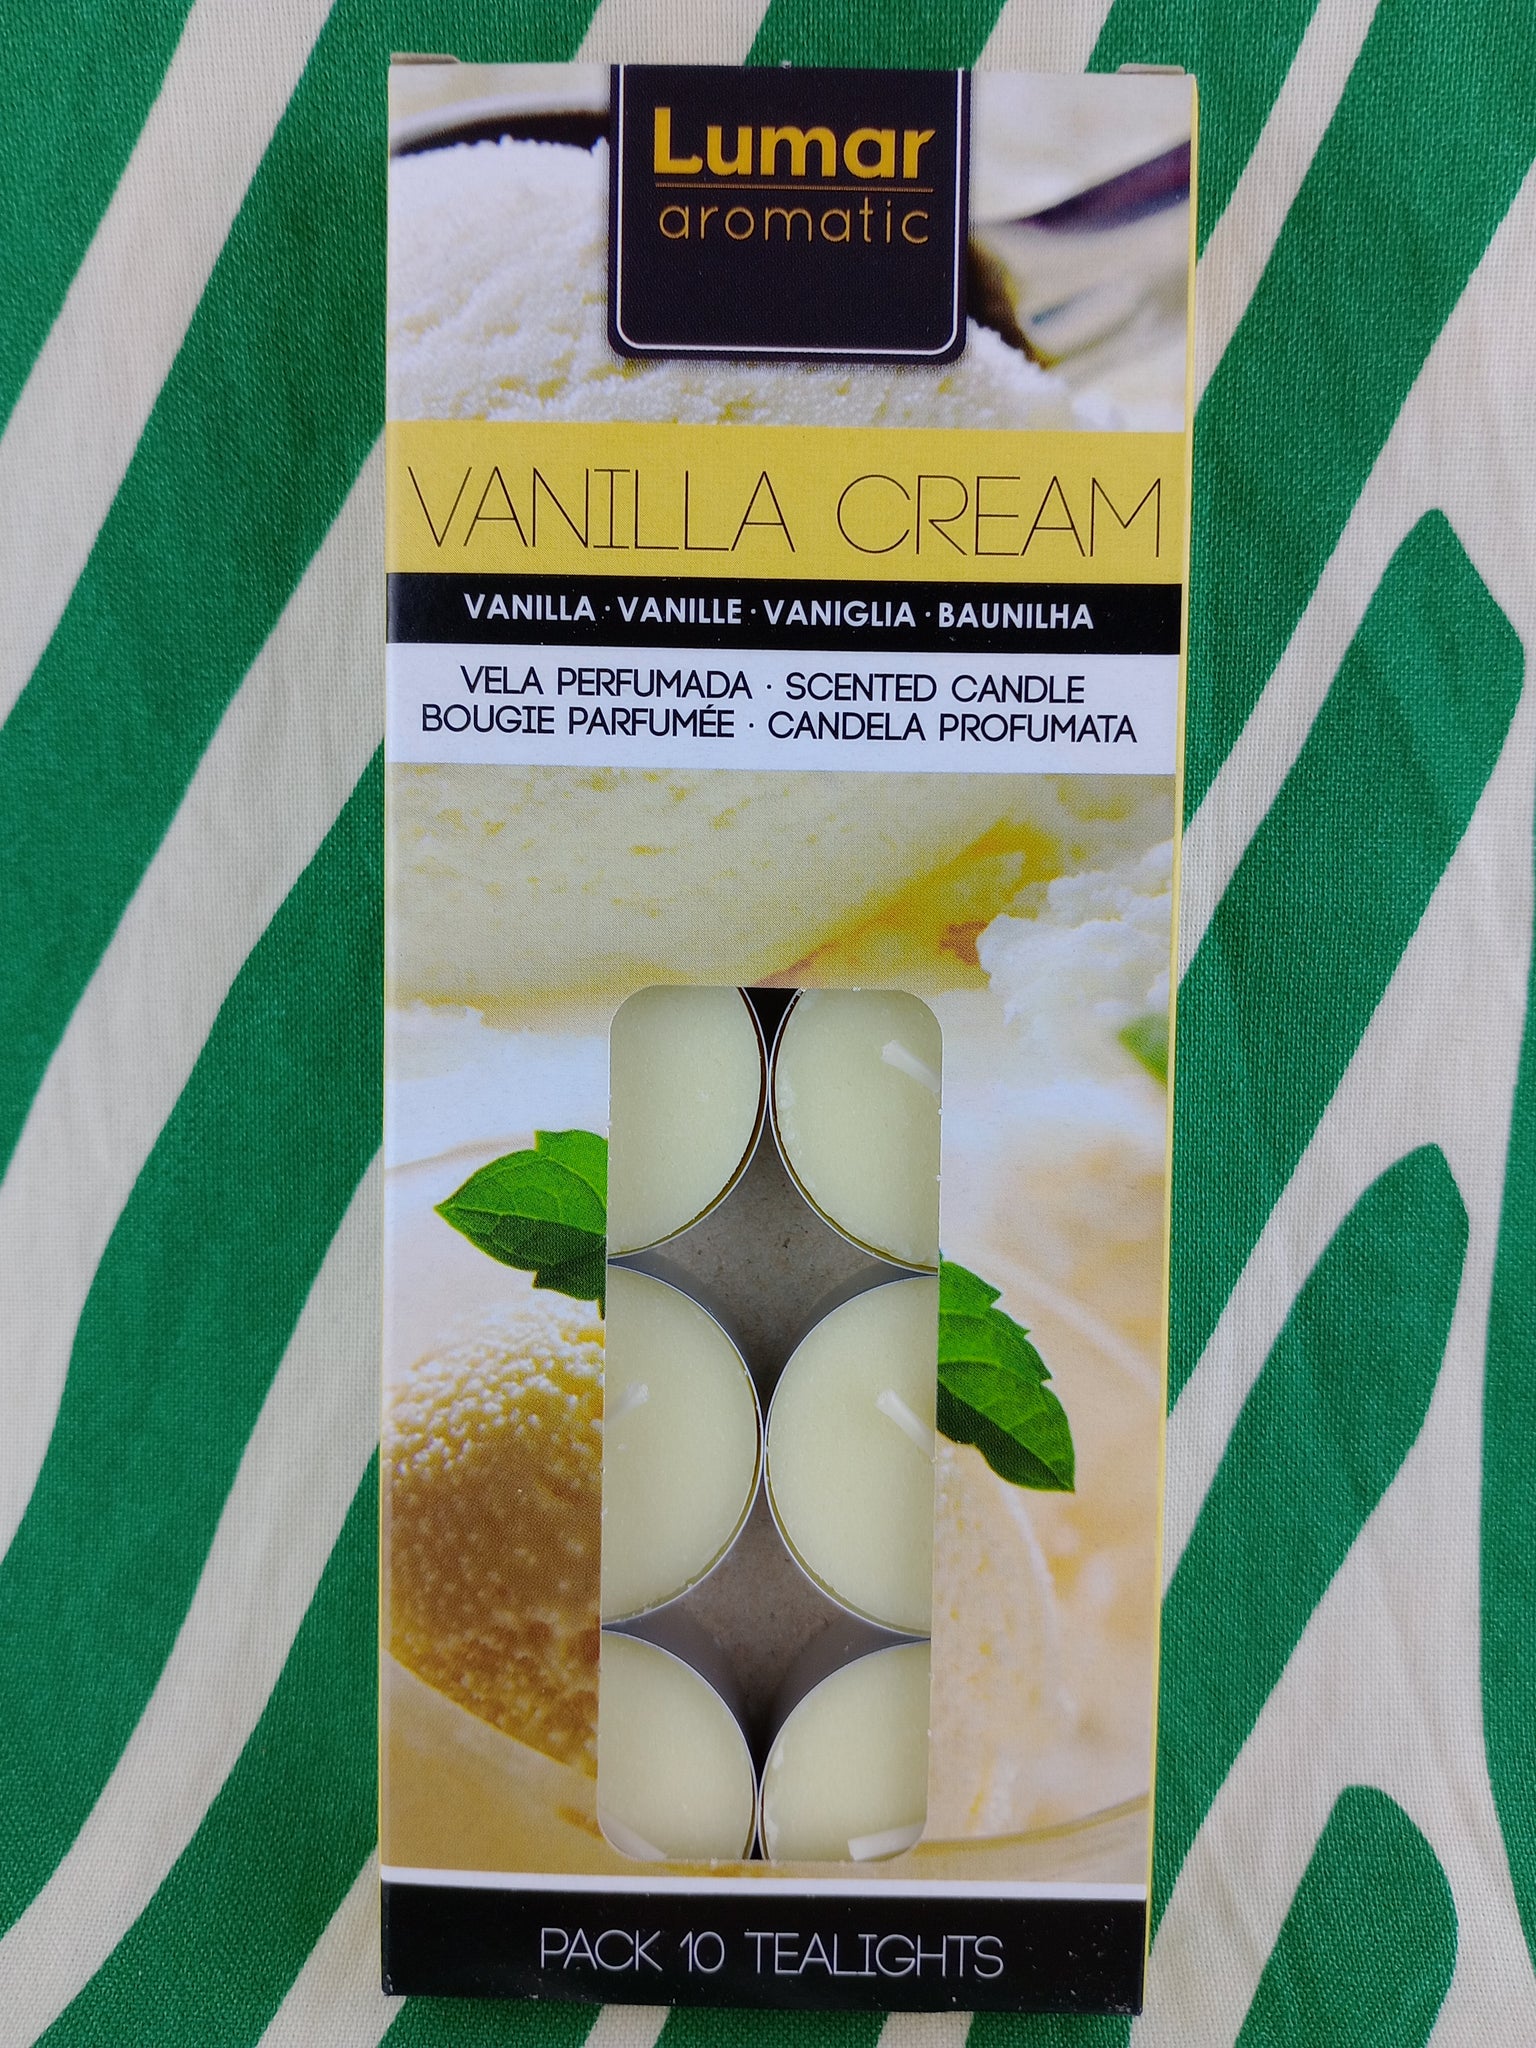 Lumar
aromatic
VANILLA CREAM
VANILLA · VANILLE · VANIGLIA · BAUNILHA
VELA PERFUMADA · SCENTED CANDLE
BOUGIE PARFUMÉE · CANDELA PROFUMATA
PACK 10 TEALIGHTS